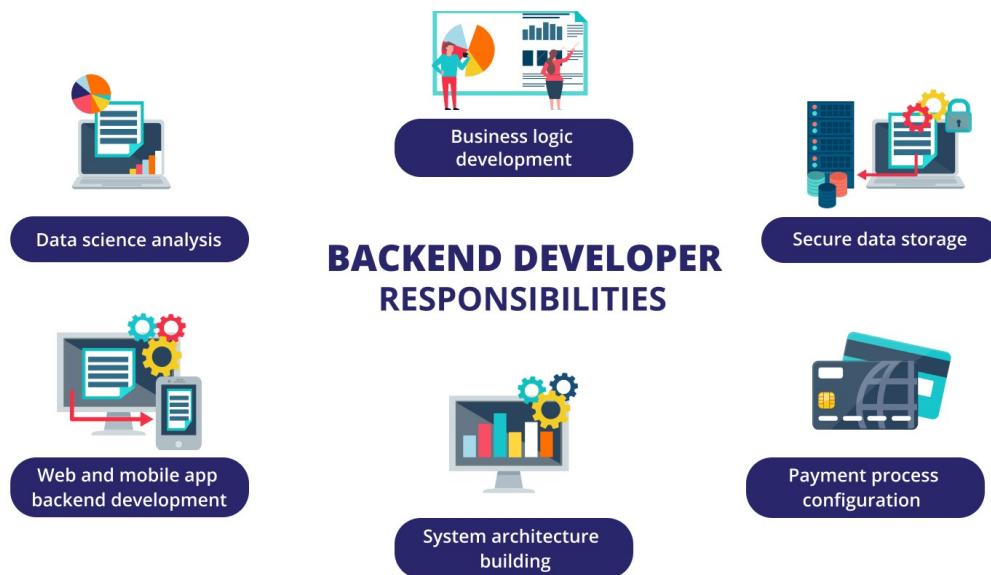 Business logic
development
Data science analysis
Secure data storage
BACKEND DEVELOPER
RESPONSIBILITIES
Web and mobile app
backend development
Payment process
configuration
System architecture
building